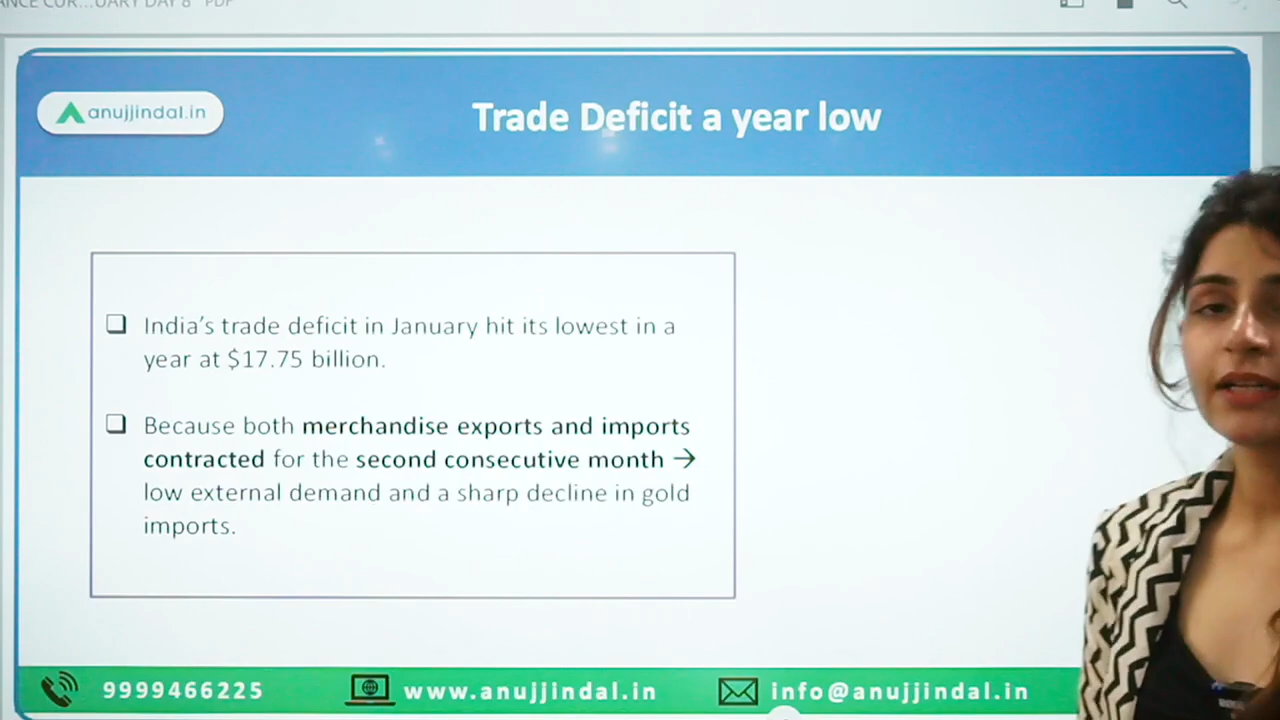 anujjindal.in
Trade Deficit a year low
❑ India's trade deficit in January hit its lowest in a
year at $17.75 billion.
❑ Because both merchandise exports and imports
contracted for the second consecutive month →
low external demand and a sharp decline in gold
imports.
9999466225
www.anujjindal.in
info@anujjindal.in